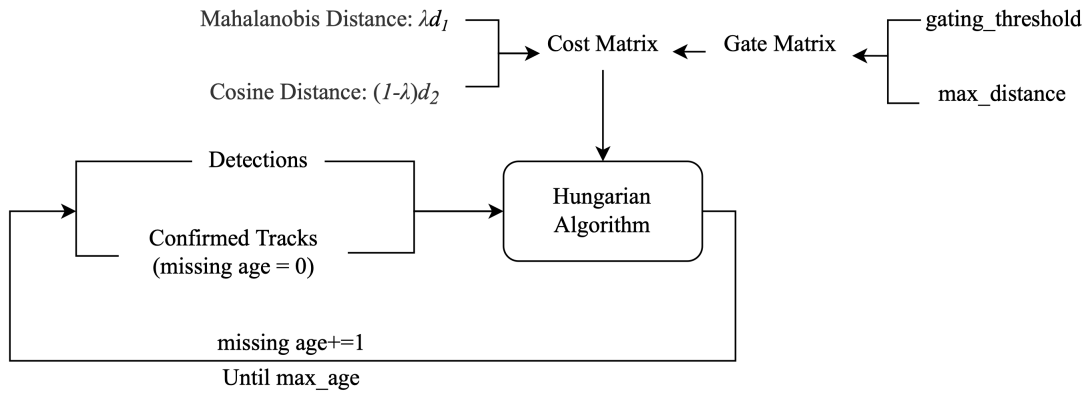 Mahalanobis Distance: λd₁
gating_threshold
Cost Matrix
Gate Matrix
Cosine Distance: (1-λ)d₂
max_distance
Detections
Hungarian
Algorithm
Confirmed Tracks
(missing age = 0)
missing age+=1
Until max_age